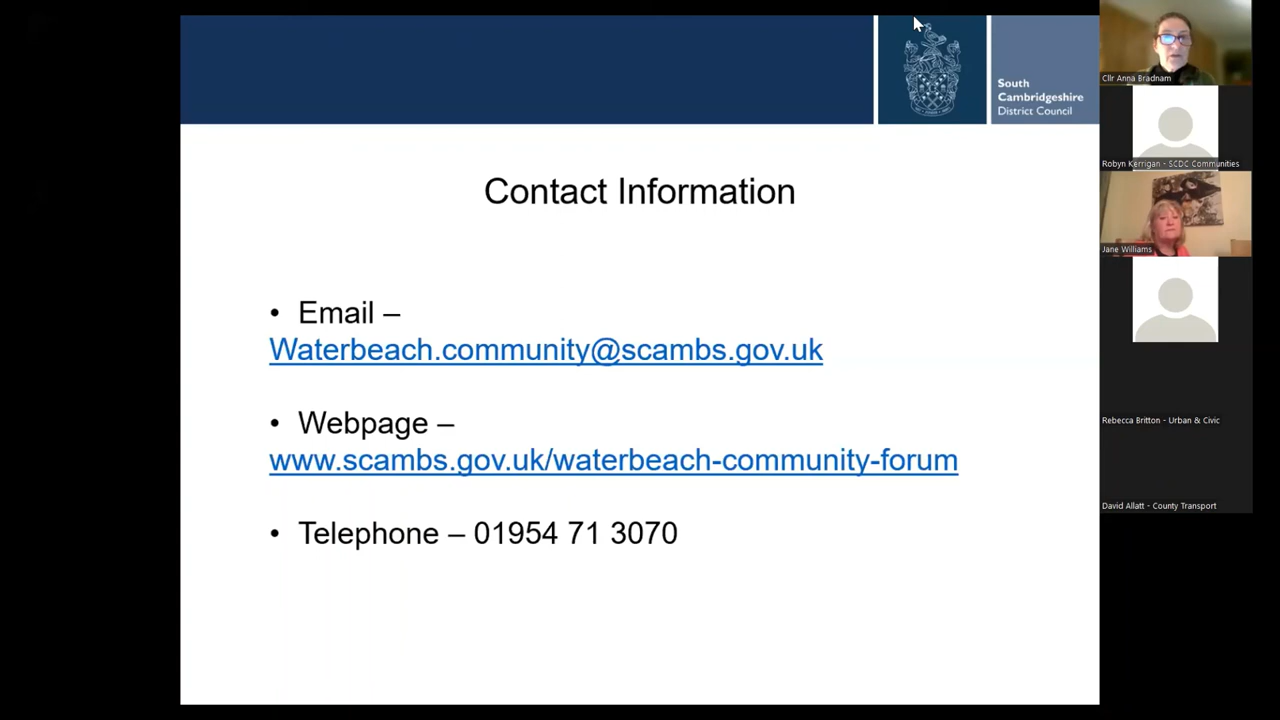 South
Cambridgeshire
District Council
Contact Information
• Email –
Waterbeach.community@scambs.gov.uk
• Webpage –
www.scambs.gov.uk/waterbeach-community-forum
• Telephone – 01954 71 3070
Cllr Anna Bradnam
Robyn Kerrigan - SCDC Communities
Jane Williams
Rebecca Britton - Urban & Civic
David Allatt - County Transport